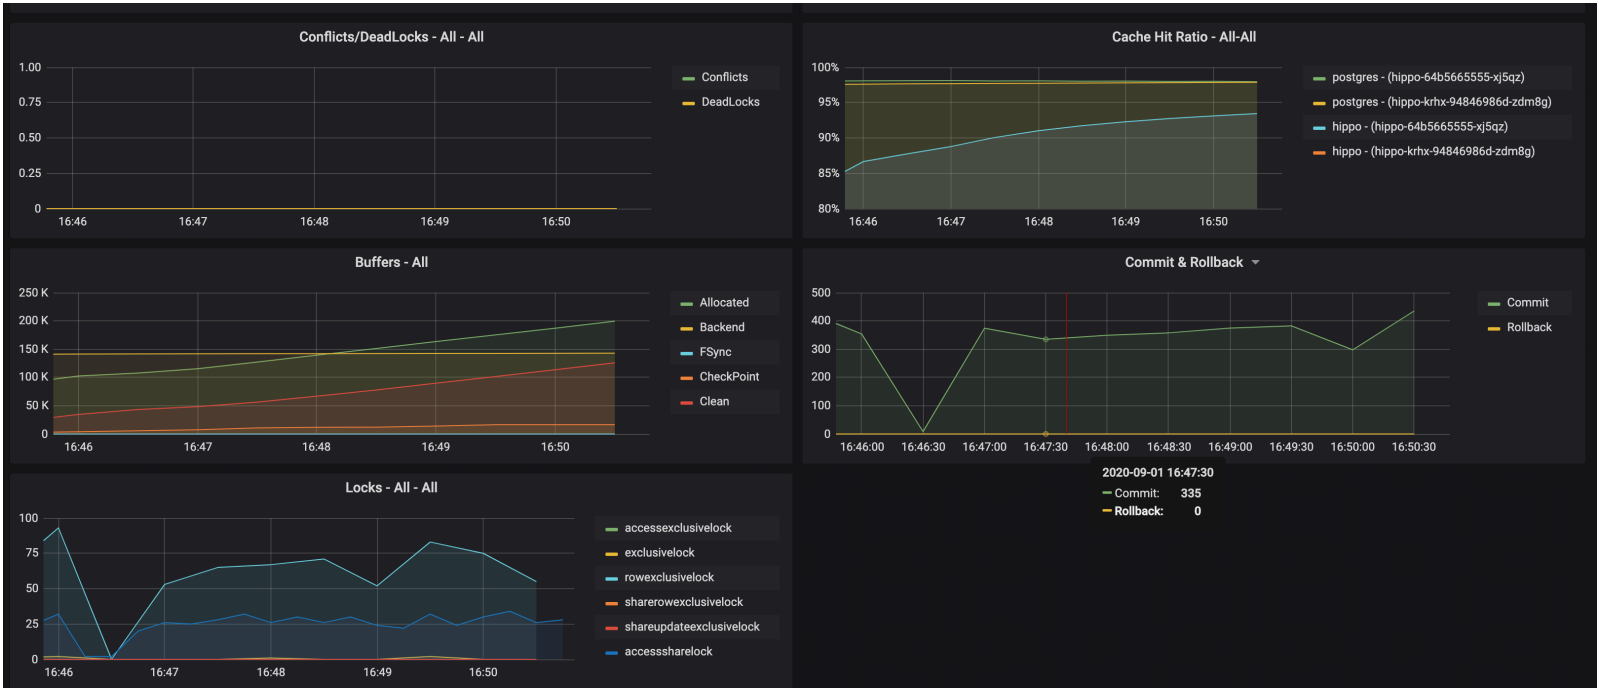 Conflicts/DeadLocks - All - All
1.00
0.75
0.50
0.25
0
16:46 16:47 16:48 16:49 16:50
Conflicts
DeadLocks
Cache Hit Ratio - All-All
100%
95%
90%
85%
80%
16:46 16:47 16:48 16:49 16:50
postgres - (hippo-64b5665555-xj5qz)
postgres - (hippo-krhx-94846986d-zdm8g)
hippo - (hippo-64b5665555-xj5qz)
hippo - (hippo-krhx-94846986d-zdm8g)
Buffers - All
250 K
200 K
150 K
100 K
50 K
0
16:46 16:47 16:48 16:49 16:50
Allocated
Backend
FSync
CheckPoint
Clean
Commit & Rollback
500
400
300
200
100
0
16:46:00 16:46:30 16:47:00 16:47:30 16:48:00 16:48:30 16:49:00 16:49:30 16:50:00 16:50:30
Commit
Rollback
2020-09-01 16:47:30
Commit: 335
Rollback: 0
Locks - All - All
100
75
50
25
0
16:46 16:47 16:48 16:49 16:50
accessexclusivelock
exclusivelock
rowexclusivelock
sharerowexclusivelock
shareupdateexclusivelock
accesssharelock